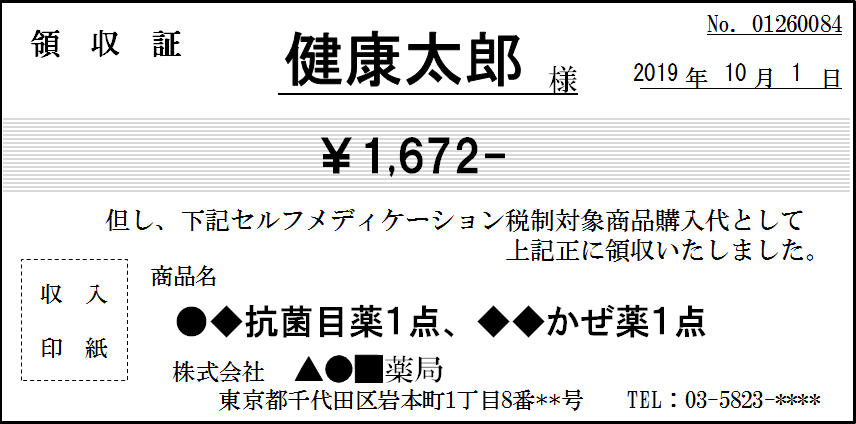 領 収 証
健康太郎 様
No. 01260084
2019 年 10 月 1 日
¥1,672-
但し、下記セルフメディケーション税制対象商品購入代として
上記正に領収いたしました。
収 入
印 紙
商品名
●◆抗菌目薬1点、◆◆かぜ薬1点
株式会社 ▲●■薬局
東京都千代田区岩本町1丁目8番**号 TEL：03-5823-****